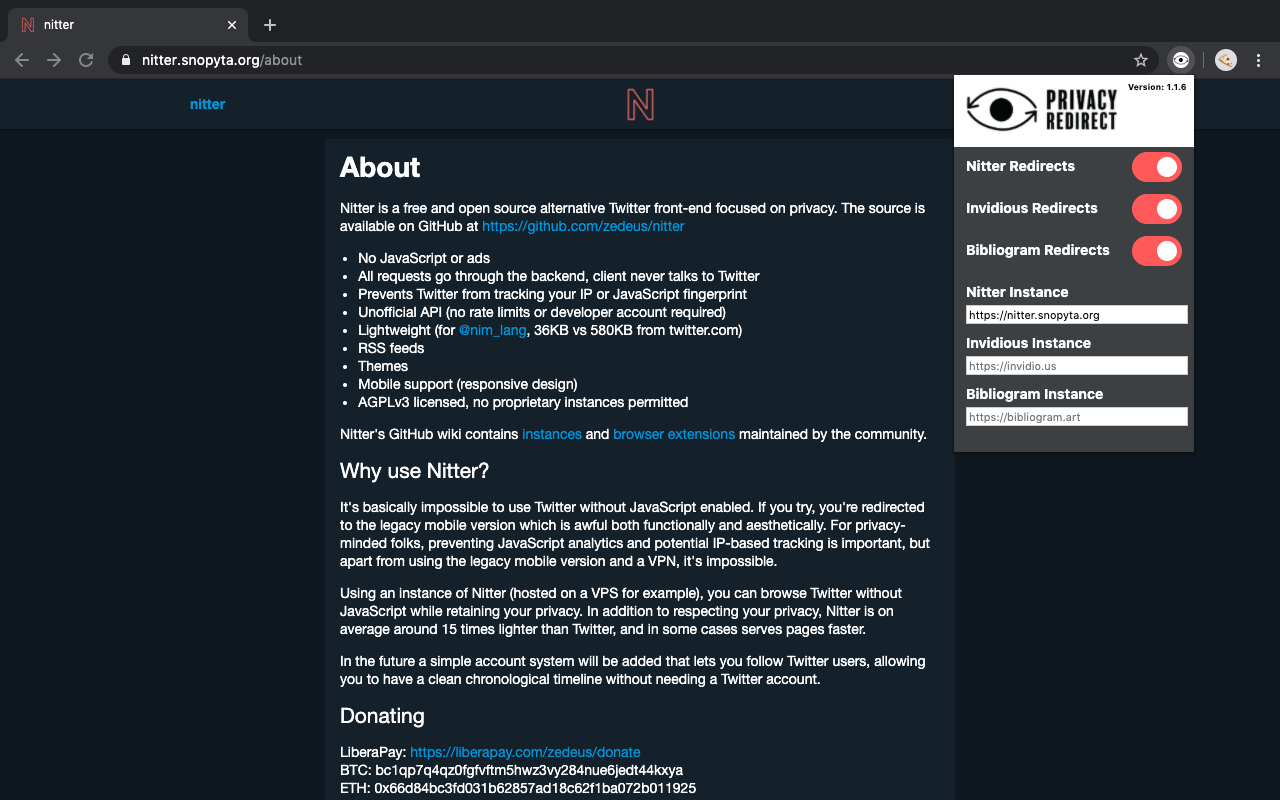 nitter
nitter.snopyta.org/about
nitter
N
About
Nitter is a free and open source alternative Twitter front-end focused on privacy. The source is
available on GitHub at https://github.com/zedeus/nitter
• No JavaScript or ads
• All requests go through the backend, client never talks to Twitter
• Prevents Twitter from tracking your IP or JavaScript fingerprint
• Unofficial API (no rate limits or developer account required)
• Lightweight (for @nim_lang, 36KB vs 580KB from twitter.com)
• RSS feeds
• Themes
• Mobile support (responsive design)
• AGPLv3 licensed, no proprietary instances permitted
Nitter's GitHub wiki contains instances and browser extensions maintained by the community.
Why use Nitter?
It's basically impossible to use Twitter without JavaScript enabled. If you try, you're redirected
to the legacy mobile version which is awful both functionally and aesthetically. For privacy-
minded folks, preventing JavaScript analytics and potential IP-based tracking is important, but
apart from using the legacy mobile version and a VPN, it's impossible.
Using an instance of Nitter (hosted on a VPS for example), you can browse Twitter without
JavaScript while retaining your privacy. In addition to respecting your privacy, Nitter is on
average around 15 times lighter than Twitter, and in some cases serves pages faster.
In the future a simple account system will be added that lets you follow Twitter users, allowing
you to have a clean chronological timeline without needing a Twitter account.
Donating
LiberaPay: https://liberapay.com/zedeus/donate
BTC: bc1qp7q4qz0fgfvftm5hwz3vy284nue6jedt44kxya
ETH: 0x66d84bc3fd031b62857ad18c62f1ba072b011925
PRIVACY
REDIRECT
Version: 1.1.6
Nitter Redirects
Invidious Redirects
Bibliogram Redirects
Nitter Instance
https://nitter.snopyta.org
Invidious Instance
https://invidio.us
Bibliogram Instance
https://bibliogram.art